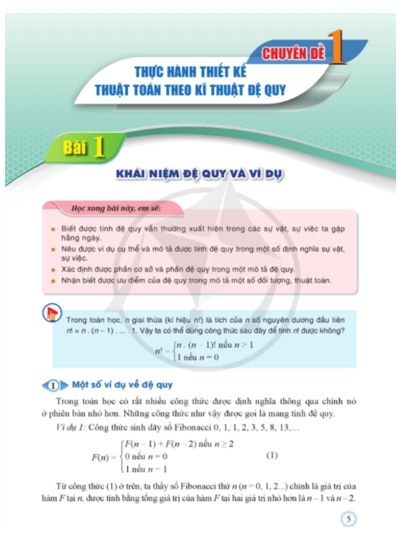 CHUYÊN ĐỀ 1
THỰC HÀNH THIẾT KẾ
THUẬT TOÁN THEO KĨ THUẬT ĐỆ QUY
Bài 1
KHÁI NIỆM ĐỆ QUY VÀ VÍ DỤ
Học xong bài này, em sẽ:
• Biết được tính đệ quy vẫn thường xuất hiện trong các sự vật, sự việc ta gặp
hằng ngày.
• Nêu được ví dụ cụ thể và mô tả được tính đệ quy trong một số định nghĩa sự vật,
sự việc.
• Xác định được phần cơ sở và phần đệ quy trong một mô tả đệ quy.
• Nhận biết được ưu điểm của đệ quy trong mô tả một số đối tượng, thuật toán.
Trong toán học, n giai thừa (kí hiệu n!) là tích của n số nguyên dương đầu tiên
n! = n . (n – 1) . ... . 1. Vậy ta có thể dùng công thức sau đây để tính n! được không?
n! = {n . (n – 1)! nếu n > 1
1 nếu n = 0
1 Một số ví dụ về đệ quy
Trong toán học có rất nhiều công thức được định nghĩa thông qua chính nó
ở phiên bản nhỏ hơn. Những công thức như vậy được gọi là mang tính đệ quy.
Ví dụ 1: Công thức sinh dãy số Fibonacci 0, 1, 1, 2, 3, 5, 8, 13,...
F(n) = {F(n – 1) + F(n – 2) nếu n ≥ 2
0 nếu n = 0 (1)
1 nếu n = 1
Từ công thức (1) ở trên, ta thấy số Fibonacci thứ n (n = 0, 1, 2...) chính là giá trị của
hàm F tại n, được tính bằng tổng giá trị của hàm F tại hai giá trị nhỏ hơn là n – 1 và n – 2.
5